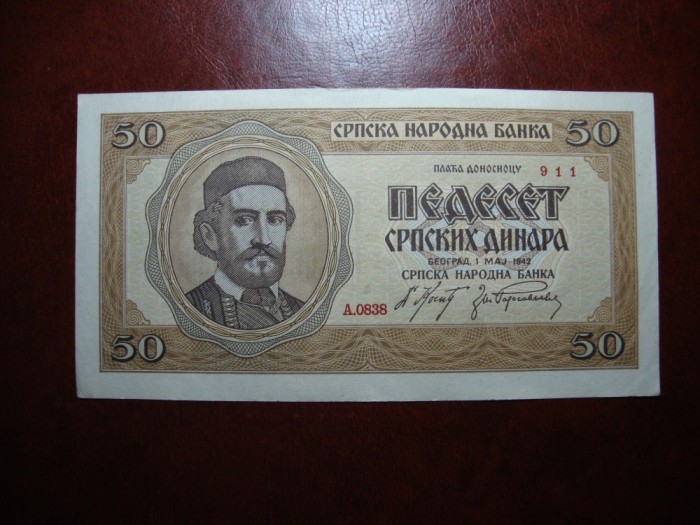 50
СРПСКА НАРОДНА БАНКА
50
ПЛАЋА ДОНОСИОЦУ 911
ПЕДЕСЕТ
СРПСКИХ ДИНАРА
БЕОГРАД, 1 МАЈ 1942
СРПСКА НАРОДНА БАНКА
А.0838
50
50